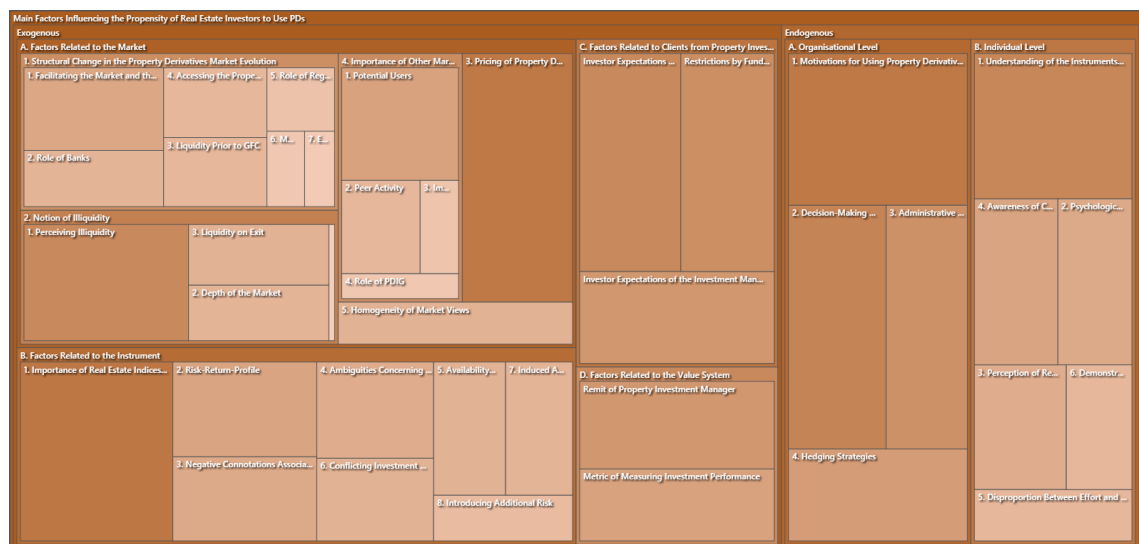 Main Factors Influencing the Propensity of Real Estate Investors to Use PDs
Exogenous
A. Factors Related to the Market
1. Structural Change in the Property Derivatives Market Evolution
1. Facilitating the Market and th...
2. Role of Banks
4. Accessing the Prope...
3. Liquidity Prior to GFC
5. Role of Reg...
6. M...
7. E...
2. Notion of Illiquidity
1. Perceiving Illiquidity
3. Liquidity on Exit
2. Depth of the Market
4. Importance of Other Mar...
1. Potential Users
2. Peer Activity
3. Im...
4. Role of PDIG
3. Pricing of Property D...
5. Homogeneity of Market Views
B. Factors Related to the Instrument
1. Importance of Real Estate Indices...
2. Risk-Return-Profile
3. Negative Connotations Associa...
4. Ambiguities Concerning ...
6. Conflicting Investment ...
5. Availability...
7. Induced A...
8. Introducing Additional Risk
C. Factors Related to Clients from Property Inves...
Investor Expectations ...
Restrictions by Fund...
Investor Expectations of the Investment Man...
D. Factors Related to the Value System
Remit of Property Investment Manager
Metric of Measuring Investment Performance
Endogenous
A. Organisational Level
1. Motivations for Using Property Derivativ...
2. Decision-Making ...
3. Administrative ...
4. Hedging Strategies
B. Individual Level
1. Understanding of the Instruments...
4. Awareness of C...
2. Psychologic...
3. Perception of Re...
6. Demonstr...
5. Disproportion Between Effort and ...